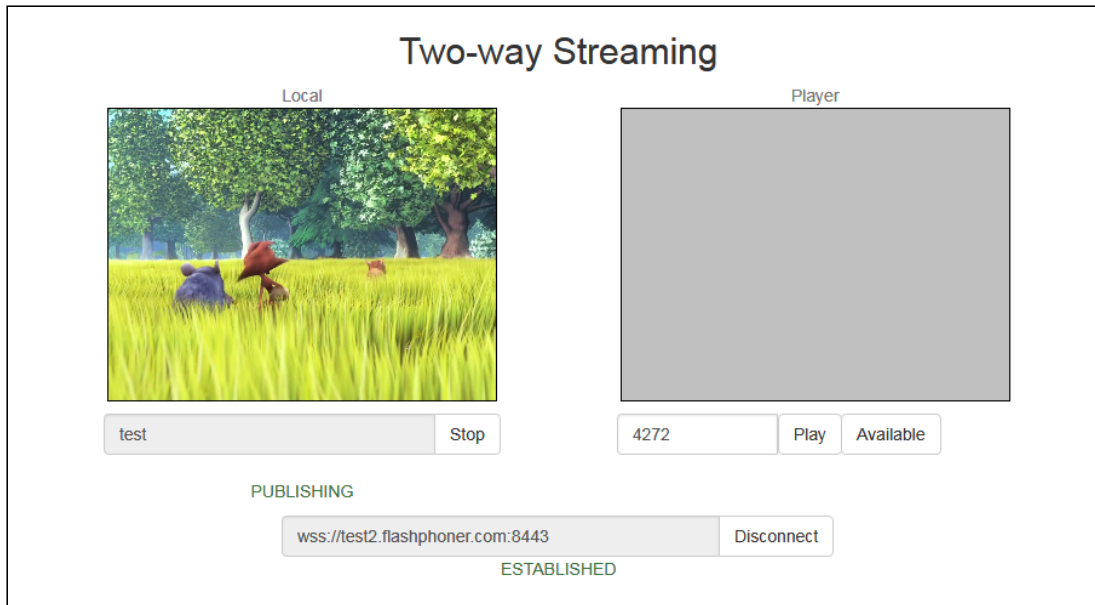 Two-way Streaming
Local
Player
test
Stop
4272
Play
Available
PUBLISHING
wss://test2.flashphoner.com:8443
Disconnect
ESTABLISHED